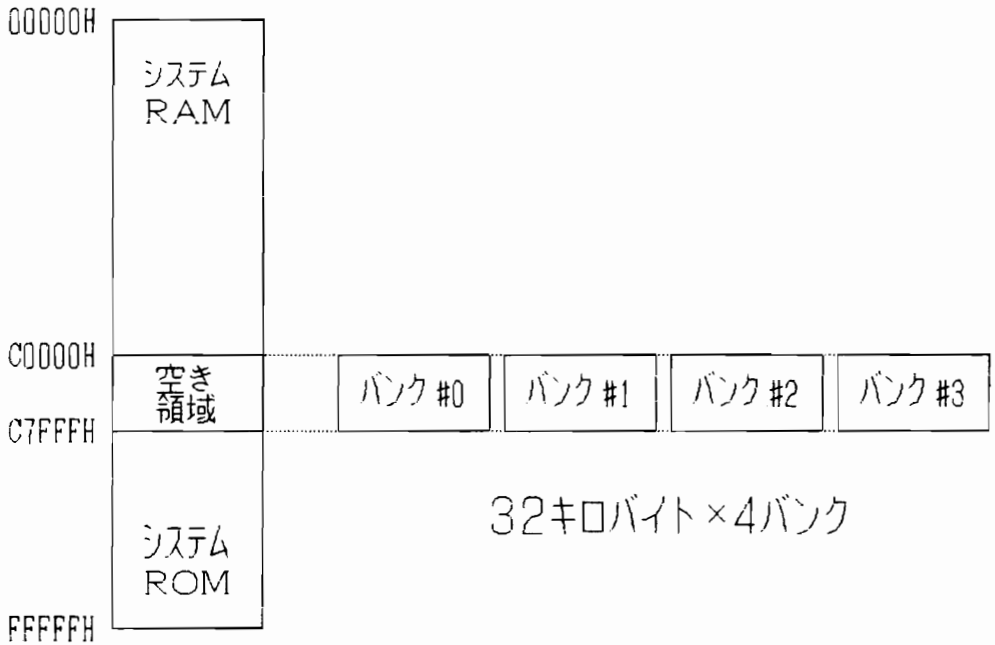 00000H
システム
RAM
C0000H
空き
領域
バンク #0
バンク #1
バンク #2
バンク #3
C7FFFH
32キロバイト×4バンク
システム
ROM
FFFFFH